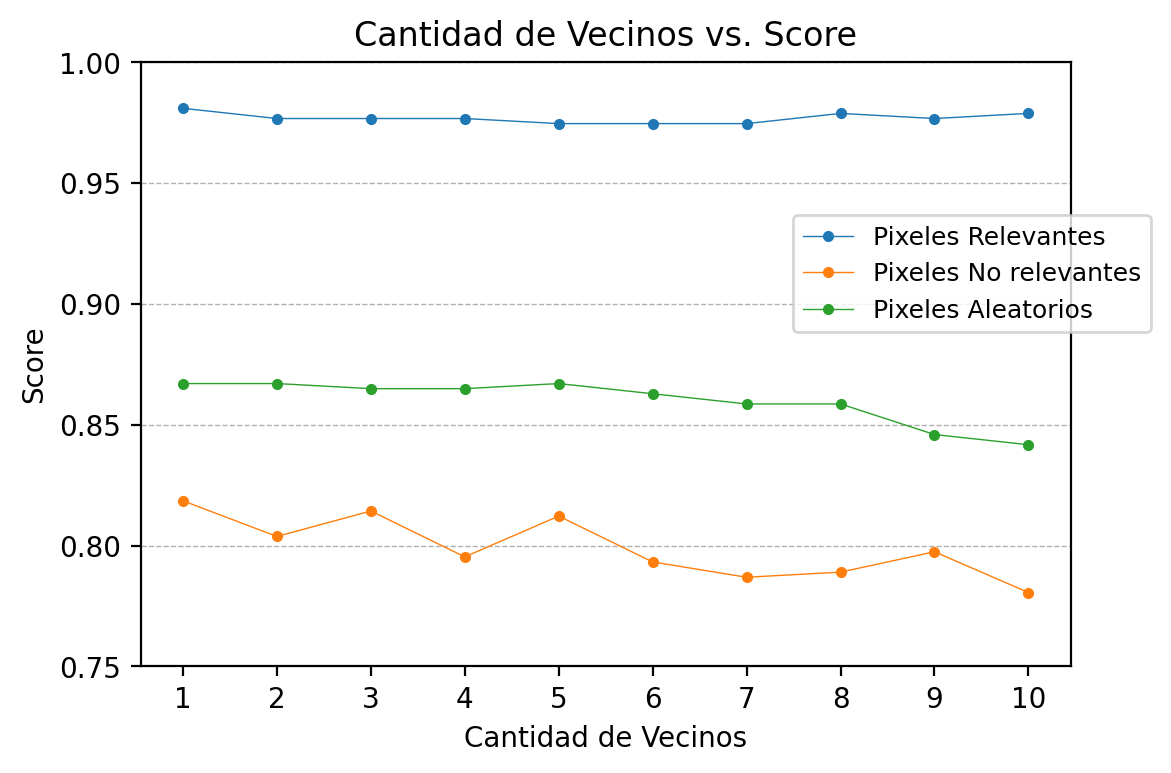 Cantidad de Vecinos vs. Score
1.00
0.95
0.90
0.85
0.80
0.75
Score
Pixeles Relevantes
Pixeles No relevantes
Pixeles Aleatorios
1 2 3 4 5 6 7 8 9 10
Cantidad de Vecinos